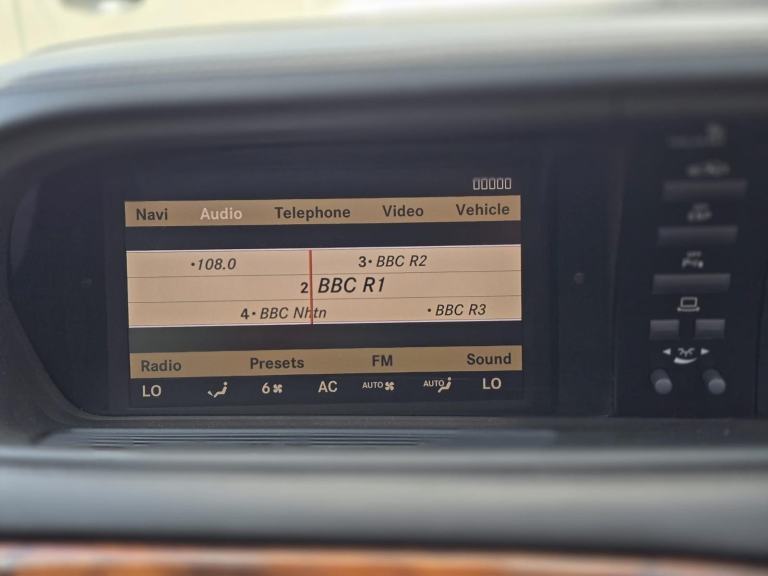 Navi Audio Telephone Video Vehicle
•108.0 3• BBC R2
2 BBC R1
4• BBC Nhtn • BBC R3
Radio Presets FM Sound
LO 6 AC AUTO AUTO LO